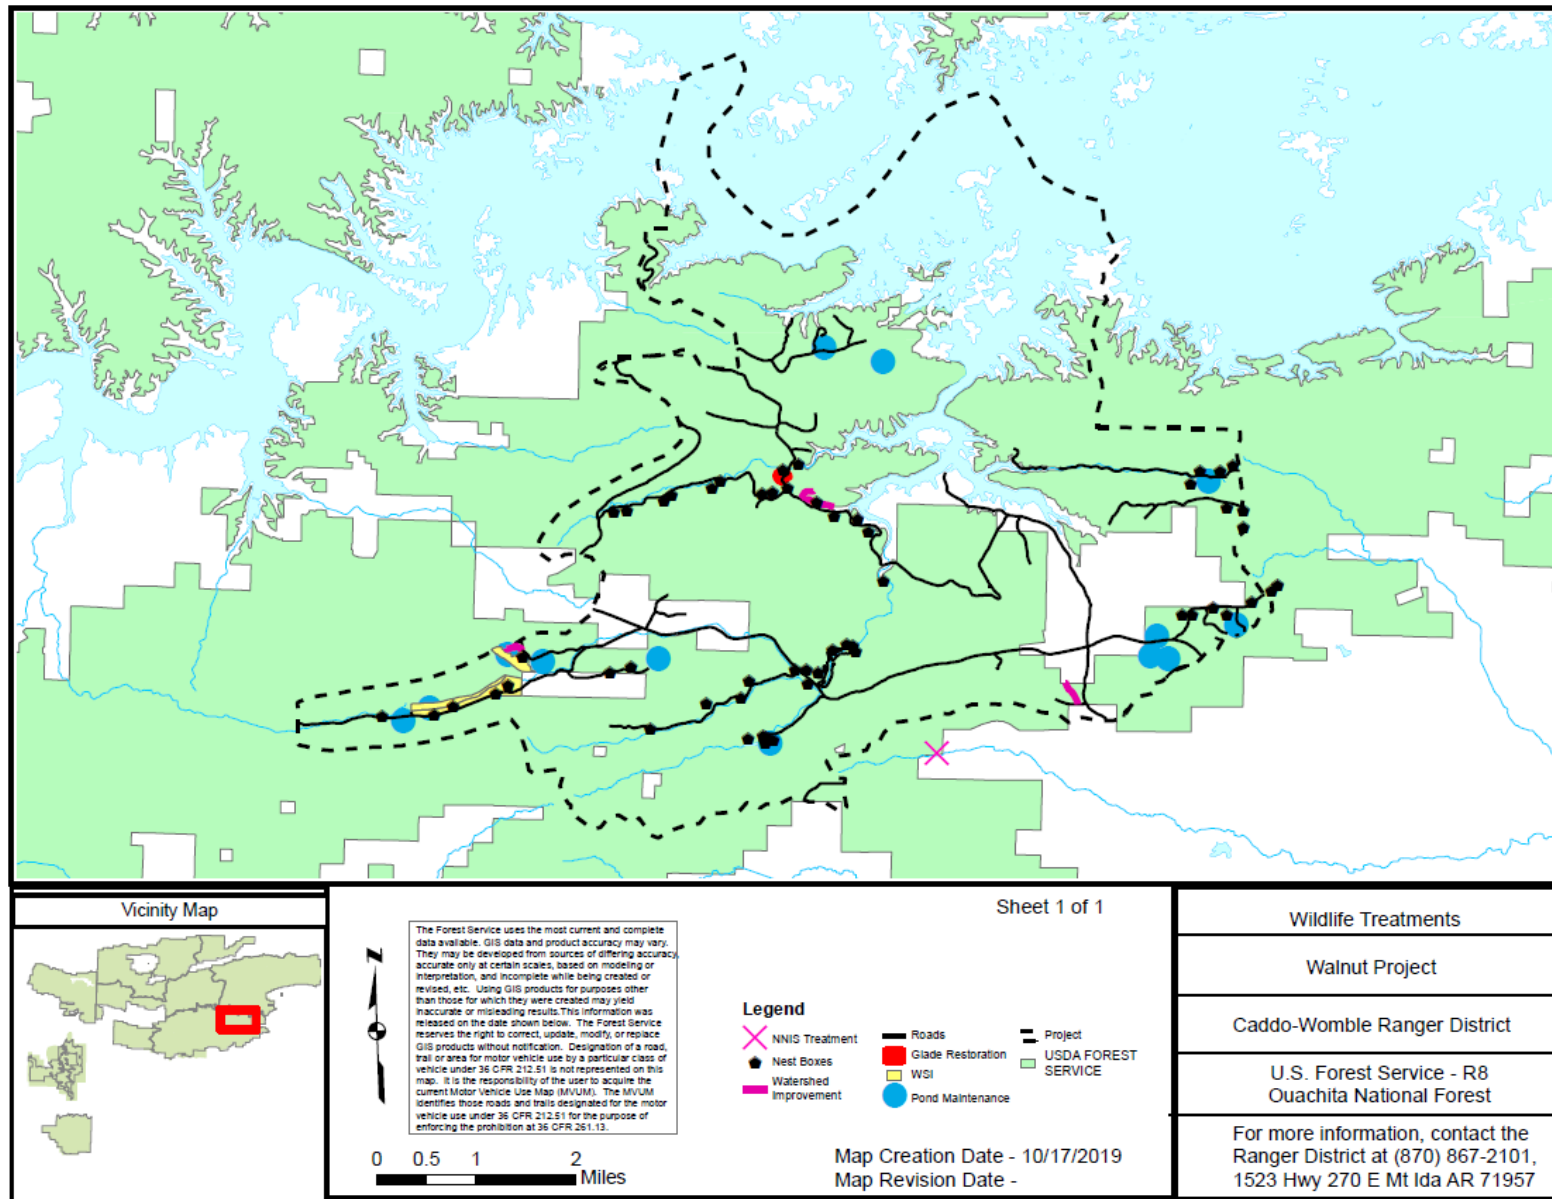 Vicinity Map
The Forest Service uses the most current and complete
data available. GIS data and product accuracy may vary.
They may be developed from sources of differing accuracy,
accurate only at certain scales, based on modeling or
interpretation, and incomplete while being created or
revised, etc. Using GIS products for purposes other
than those for which they were created may yield
inaccurate or misleading results. This information was
released on the date shown below. The Forest Service
reserves the right to correct, update, modify, or replace
GIS products without notification. Designation of a road,
trail or area for motor vehicle use by a particular class of
vehicle under 36 CFR 212.51 is not represented on this
map. It is the responsibility of the user to acquire the
current Motor Vehicle Use Map (MVUM). The MVUM
identifies those roads and trails designated for the motor
vehicle use under 36 CFR 212.51 for the purpose of
enforcing the prohibition at 36 CFR 261.13.
Z
0 0.5 1 2
Miles
Sheet 1 of 1
Legend
NNIS Treatment
Nest Boxes
Watershed
Improvement
Roads
Glade Restoration
WSI
Pond Maintenance
Project
USDA FOREST
SERVICE
Map Creation Date - 10/17/2019
Map Revision Date -
Wildlife Treatments
Walnut Project
Caddo-Womble Ranger District
U.S. Forest Service - R8
Ouachita National Forest
For more information, contact the
Ranger District at (870) 867-2101,
1523 Hwy 270 E Mt Ida AR 71957